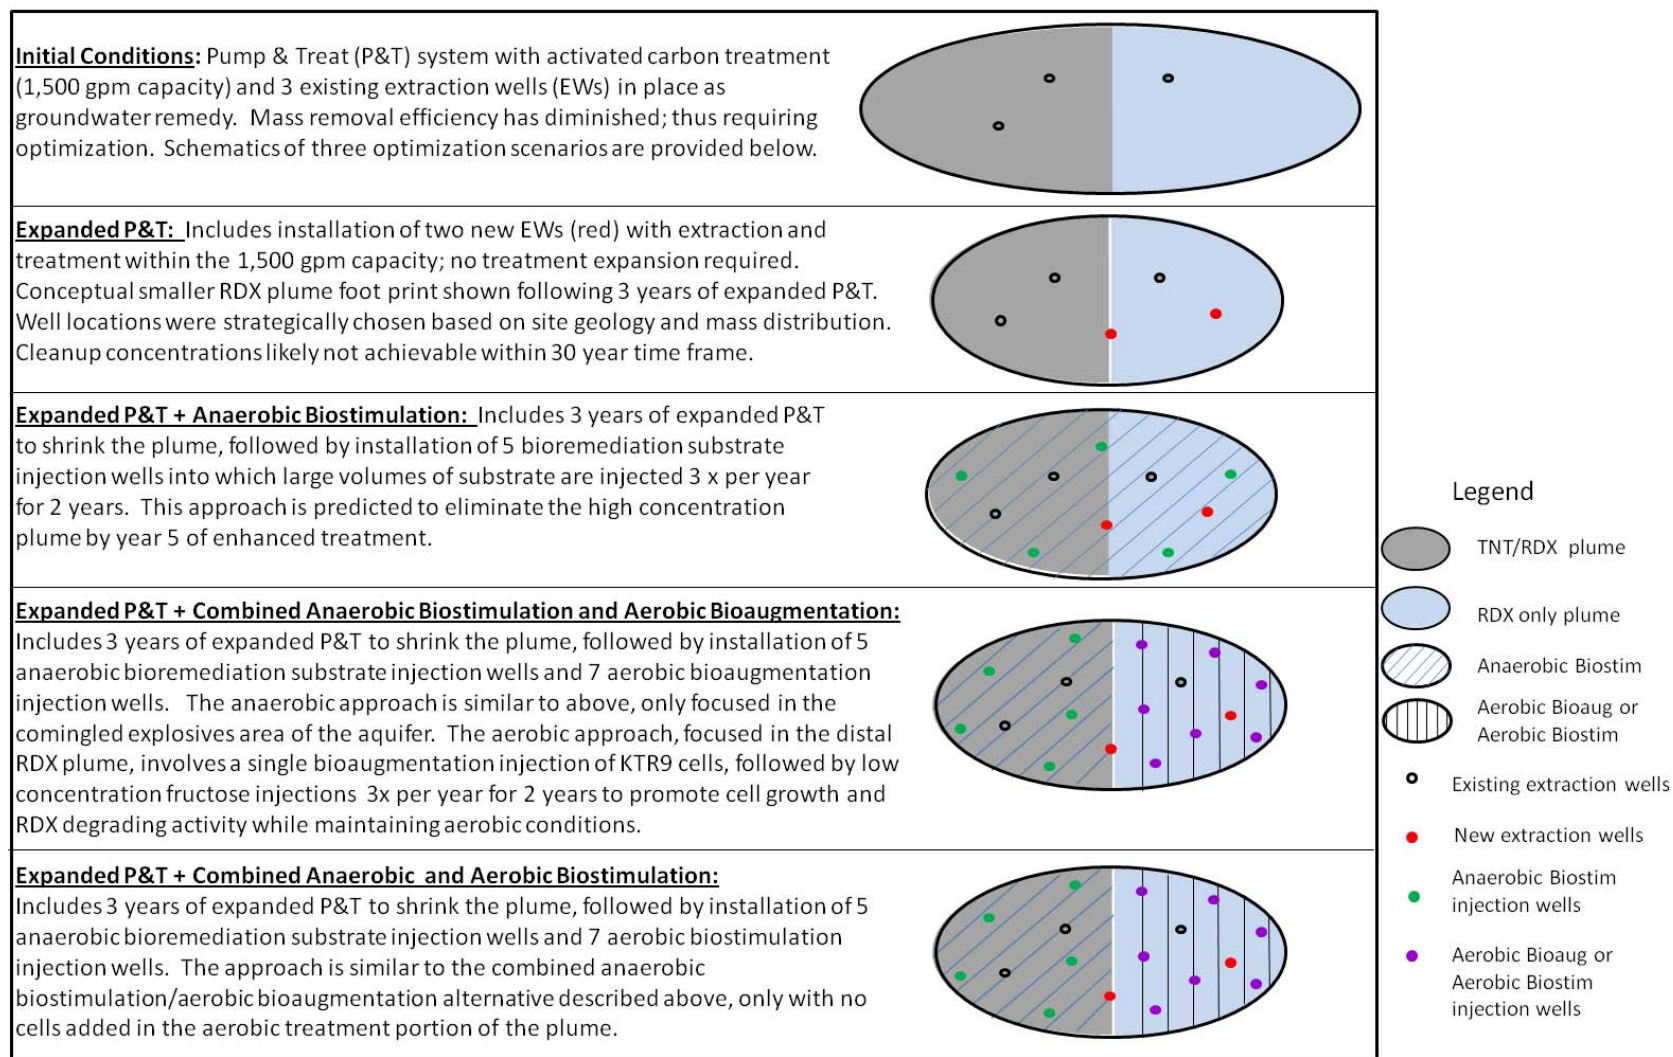 Initial Conditions: Pump & Treat (P&T) system with activated carbon treatment
(1,500 gpm capacity) and 3 existing extraction wells (EWs) in place as
groundwater remedy. Mass removal efficiency has diminished; thus requiring
optimization. Schematics of three optimization scenarios are provided below.
Expanded P&T: Includes installation of two new EWs (red) with extraction and
treatment within the 1,500 gpm capacity; no treatment expansion required.
Conceptual smaller RDX plume foot print shown following 3 years of expanded P&T.
Well locations were strategically chosen based on site geology and mass distribution.
Cleanup concentrations likely not achievable within 30 year time frame.
Expanded P&T + Anaerobic Biostimulation: Includes 3 years of expanded P&T
to shrink the plume, followed by installation of 5 bioremediation substrate
injection wells into which large volumes of substrate are injected 3 x per year
for 2 years. This approach is predicted to eliminate the high concentration
plume by year 5 of enhanced treatment.
Expanded P&T + Combined Anaerobic Biostimulation and Aerobic Bioaugmentation:
Includes 3 years of expanded P&T to shrink the plume, followed by installation of 5
anaerobic bioremediation substrate injection wells and 7 aerobic bioaugmentation
injection wells. The anaerobic approach is similar to above, only focused in the
comingled explosives area of the aquifer. The aerobic approach, focused in the distal
RDX plume, involves a single bioaugmentation injection of KTR9 cells, followed by low
concentration fructose injections 3x per year for 2 years to promote cell growth and
RDX degrading activity while maintaining aerobic conditions.
Expanded P&T + Combined Anaerobic and Aerobic Biostimulation:
Includes 3 years of expanded P&T to shrink the plume, followed by installation of 5
anaerobic bioremediation substrate injection wells and 7 aerobic biostimulation
injection wells. The approach is similar to the combined anaerobic
biostimulation/aerobic bioaugmentation alternative described above, only with no
cells added in the aerobic treatment portion of the plume.
Legend
TNT/RDX plume
RDX only plume
Anaerobic Biostim
Aerobic Bioaug or
Aerobic Biostim
Existing extraction wells
New extraction wells
Anaerobic Biostim
injection wells
Aerobic Bioaug or
Aerobic Biostim
injection wells